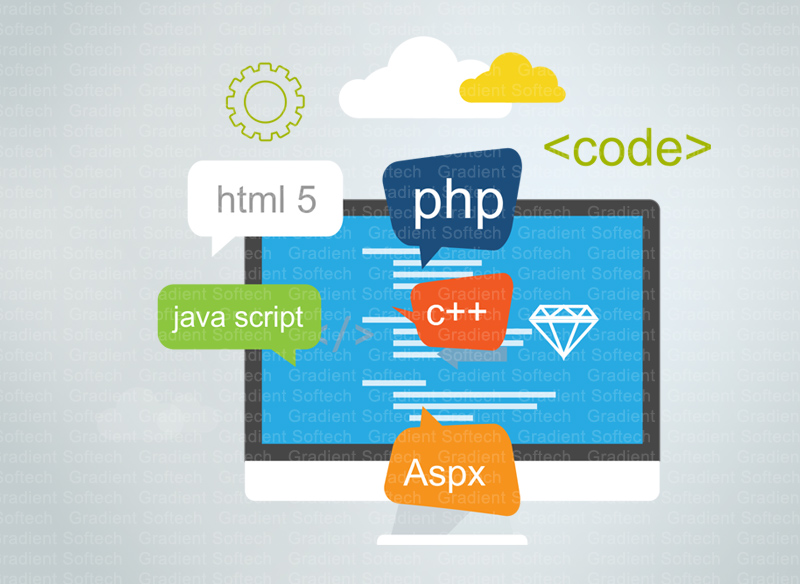 <code>
html 5
php
java script
</>
c++
Aspx
Gradient Softech